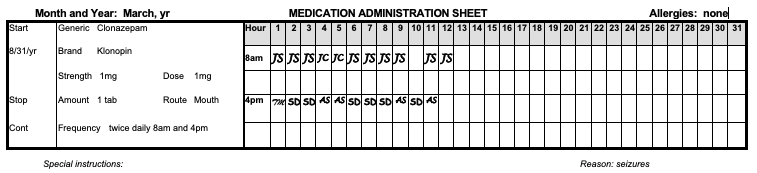 Month and Year: March, yr MEDICATION ADMINISTRATION SHEET Allergies: none
Start Generic Clonazepam Hour 1 2 3 4 5 6 7 8 9 10 11 12 13 14 15 16 17 18 19 20 21 22 23 24 25 26 27 28 29 30 31
8/31/yr Brand Klonopin
8am JS JS JS JC JC JS JS JS JS JS JS
Strength 1mg Dose 1mg
Stop Amount 1 tab Route Mouth 4pm TM SD SD AS AS SD SD SD AS SD AS
Cont Frequency twice daily 8am and 4pm
Special instructions: Reason: seizures